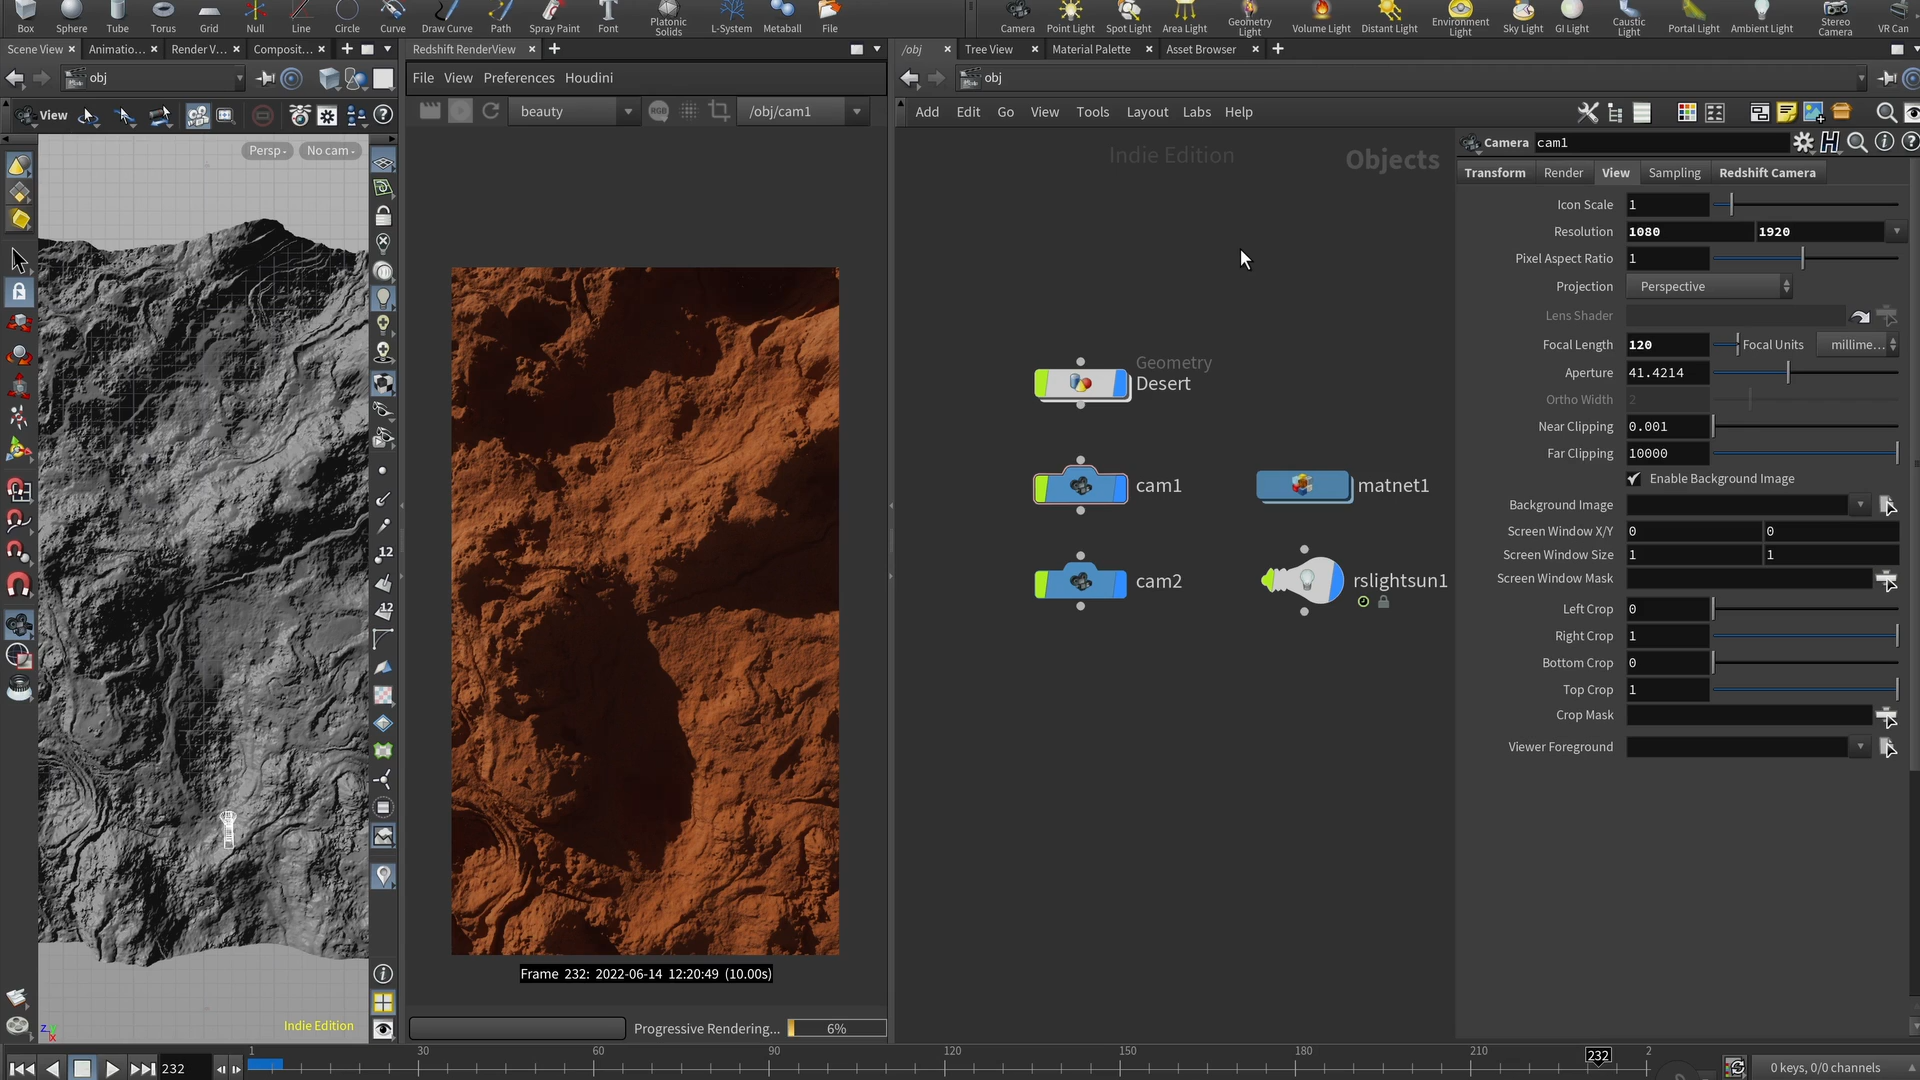 Box
Sphere
Tube
Torus
Grid
Null
Line
Circle
Curve
Draw Curve
Path
Spray Paint
Font
Platonic Solids
L-System
Metaball
File
Camera
Point Light
Spot Light
Area Light
Geometry Light
Volume Light
Distant Light
Environment Light
Sky Light
GI Light
Caustic Light
Portal Light
Ambient Light
Stereo Camera
VR Can
Scene View
Animatio...
Render V...
Composit...
Redshift RenderView
/obj
Tree View
Material Palette
Asset Browser
obj
File View Preferences Houdini
obj
View
beauty
RGB
/obj/cam1
Add Edit Go View Tools Layout Labs Help
Persp
No cam
Indie Edition
Objects
Camera cam1
Transform Render View Sampling Redshift Camera
Icon Scale 1
Resolution 1080 1920
Pixel Aspect Ratio 1
Projection Perspective
Lens Shader
Focal Length 120 Focal Units millime...
Aperture 41.4214
Ortho Width 2
Near Clipping 0.001
Far Clipping 10000
Enable Background Image
Background Image
Screen Window X/Y 0 0
Screen Window Size 1 1
Screen Window Mask
Left Crop 0
Right Crop 1
Bottom Crop 0
Top Crop 1
Crop Mask
Viewer Foreground
Geometry
Desert
cam1
matnet1
cam2
rslightsun1
12
12
Frame 232: 2022-06-14 12:20:49 (10.00s)
Indie Edition
Progressive Rendering...
6%
232
1
30
60
90
120
150
180
210
232
2
0 keys, 0/0 channels